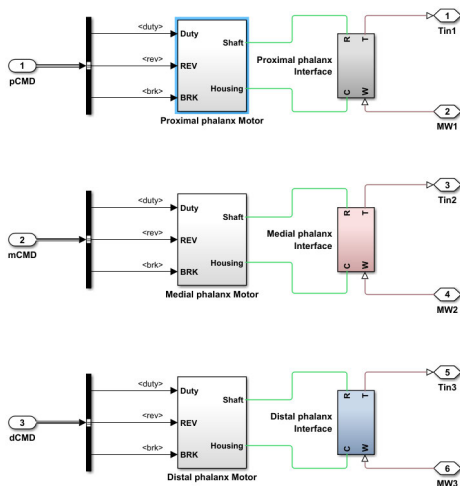 1
Tin1
<duty>
Duty
Shaft
R
T
1
pCMD
<rev>
REV
Proximal phalanx
Interface
<brk>
BRK
Housing
C
W
2
MW1
Proximal phalanx Motor
3
Tin2
<duty>
Duty
Shaft
R
T
2
mCMD
<rev>
REV
Medial phalanx
Interface
<brk>
BRK
Housing
C
W
4
MW2
Medial phalanx Motor
5
Tin3
<duty>
Duty
Shaft
R
T
3
dCMD
<rev>
REV
Distal phalanx
Interface
<brk>
BRK
Housing
C
W
6
MW3
Distal phalanx Motor